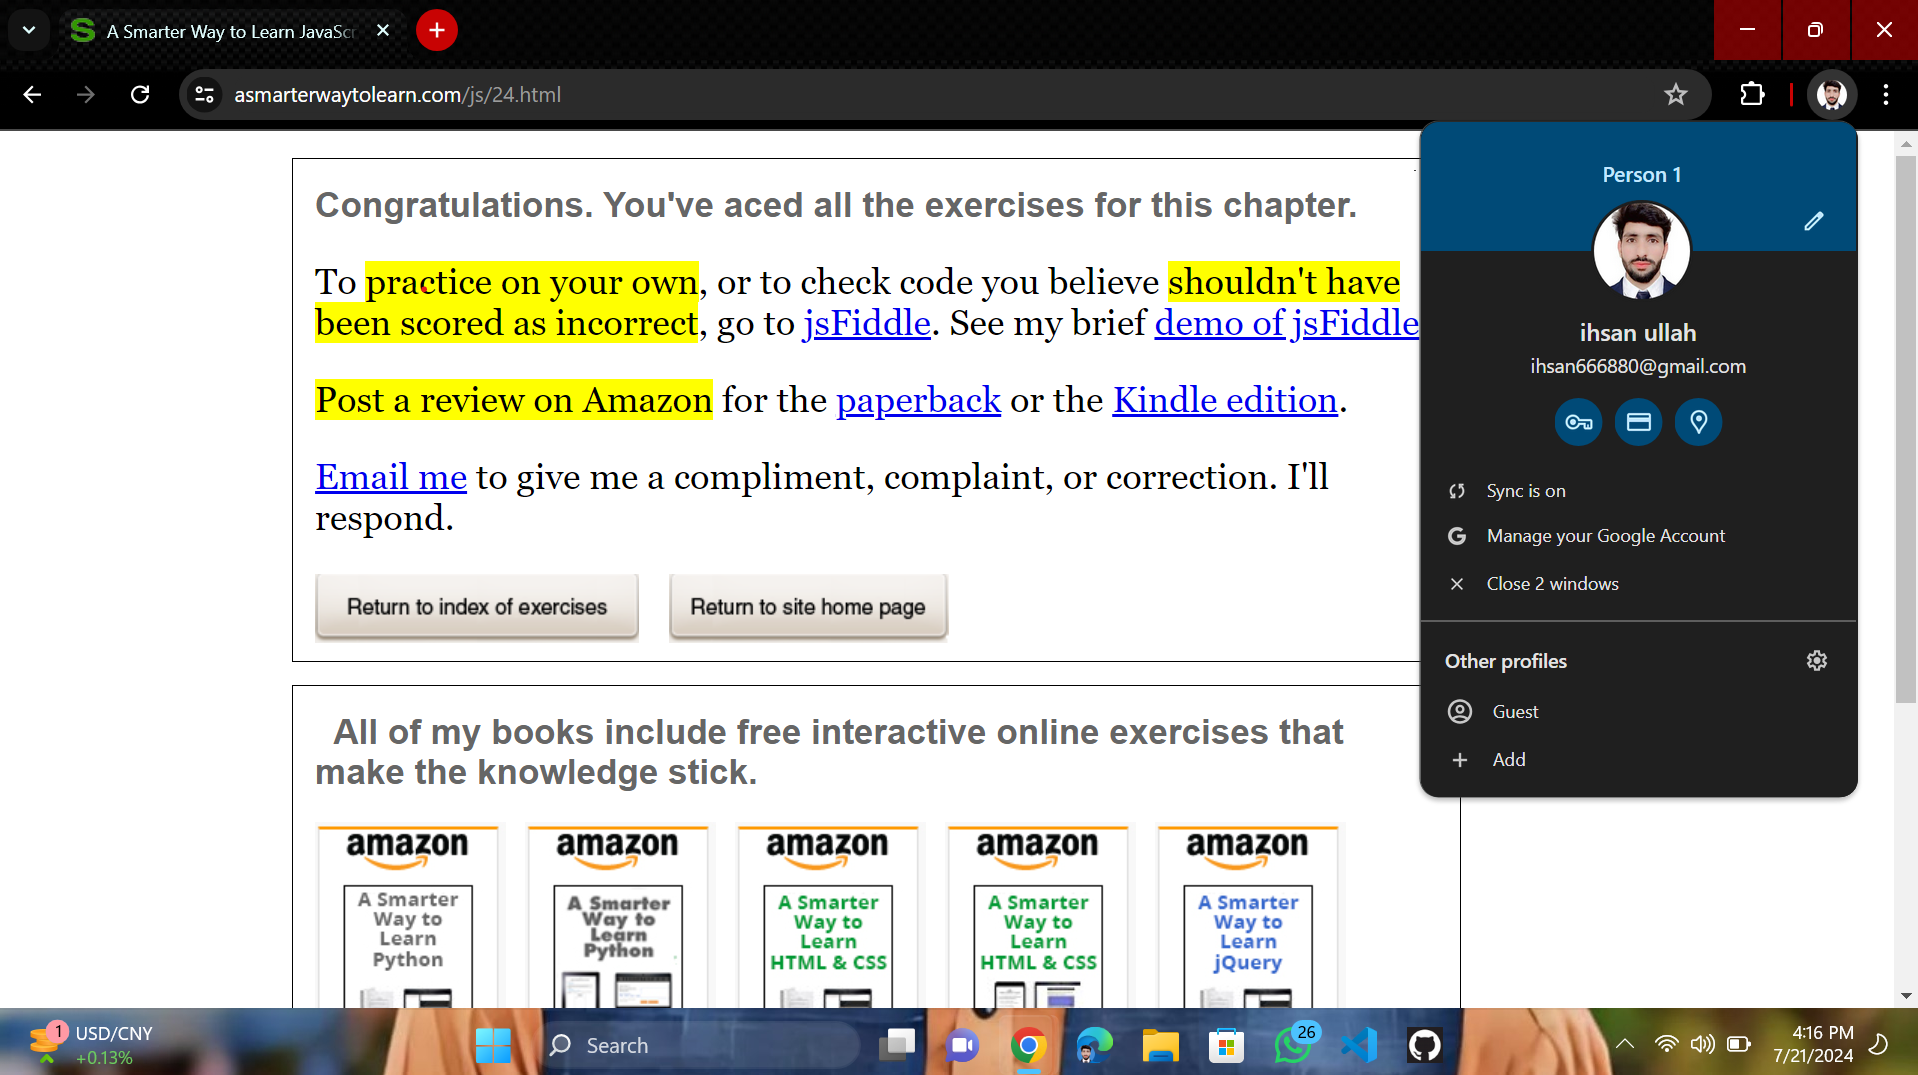 A Smarter Way to Learn JavaScr
asmarterwaytolearn.com/js/24.html
Congratulations. You've aced all the exercises for this chapter.
To practice on your own, or to check code you believe shouldn't have
been scored as incorrect, go to jsFiddle. See my brief demo of jsFiddle
Post a review on Amazon for the paperback or the Kindle edition.
Email me to give me a compliment, complaint, or correction. I'll
respond.
Return to index of exercises
Return to site home page
All of my books include free interactive online exercises that
make the knowledge stick.
amazon
A Smarter
Way to
Learn
Python
amazon
A Smarter
Way to
Learn
Python
amazon
A Smarter
Way to
Learn
HTML & CSS
amazon
A Smarter
Way to
Learn
HTML & CSS
amazon
A Smarter
Way to
Learn
jQuery
Person 1
ihsan ullah
ihsan666880@gmail.com
Sync is on
Manage your Google Account
Close 2 windows
Other profiles
Guest
Add
1
USD/CNY
+0.13%
Search
26
4:16 PM
7/21/2024